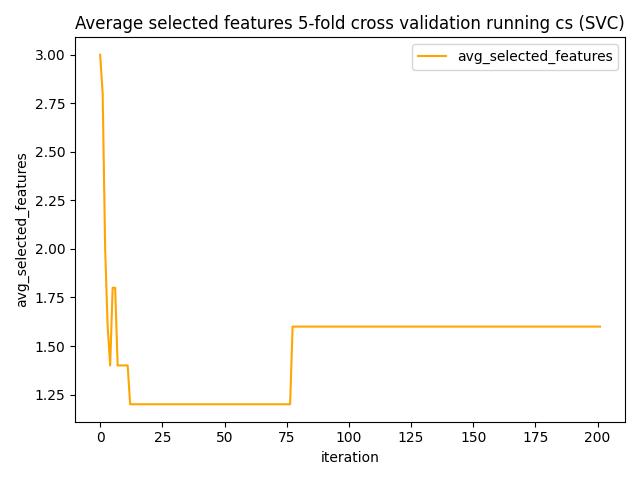 Average selected features 5-fold cross validation running cs (SVC)
avg_selected_features
3.00
2.75
2.50
2.25
2.00
1.75
1.50
1.25
avg_selected_features
0 25 50 75 100 125 150 175 200
iteration